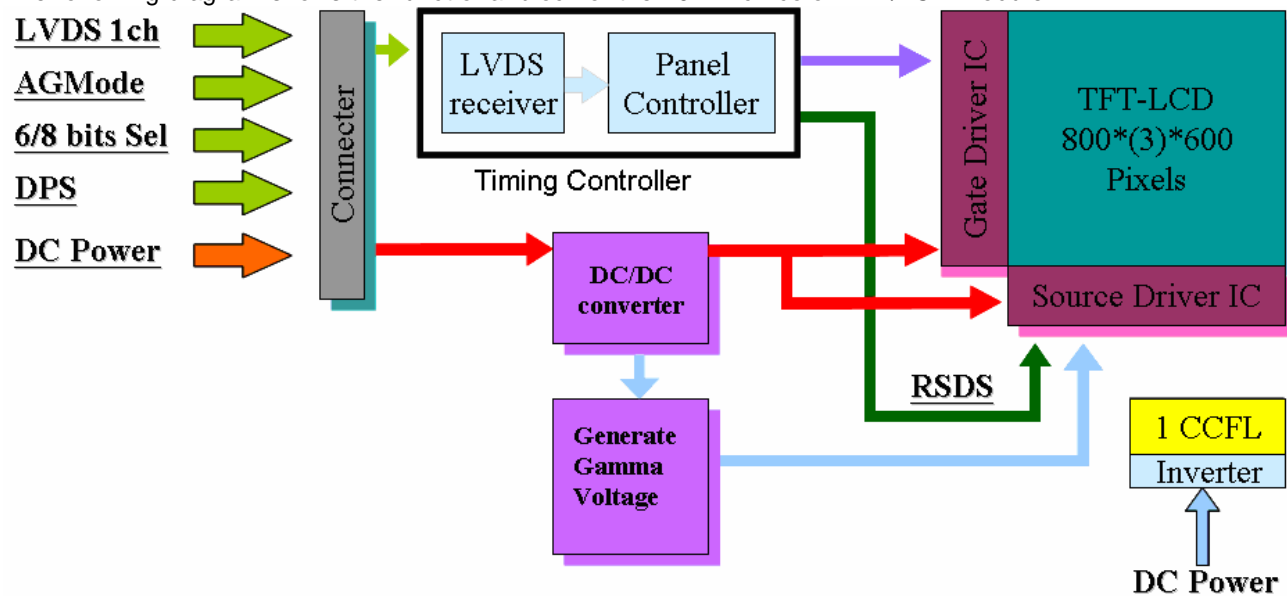 LVDS 1ch
AGMode
6/8 bits Sel
DPS
DC Power
Connecter
LVDS
receiver
Panel
Controller
Timing Controller
DC/DC
converter
Generate
Gamma
Voltage
RSDS
Gate Driver IC
TFT-LCD
800*(3)*600
Pixels
Source Driver IC
1 CCFL
Inverter
DC Power